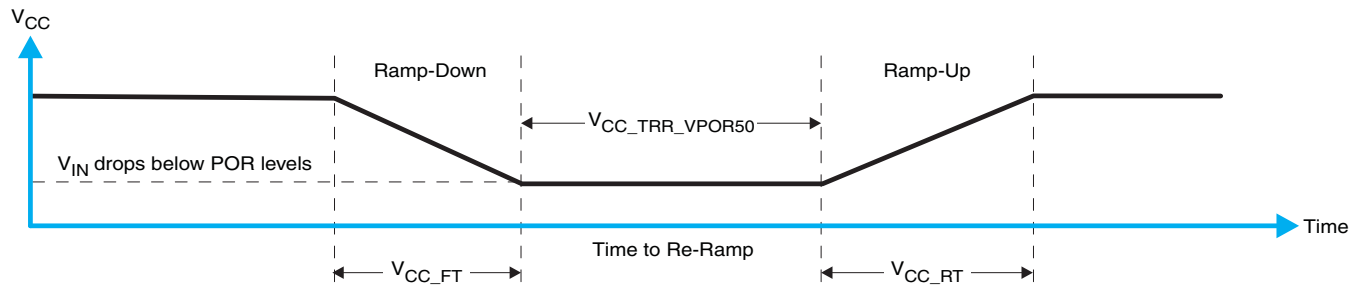 VCC
Ramp-Down
Ramp-Up
VCC_TRR_VPOR50
VIN drops below POR levels
Time
Time to Re-Ramp
VCC_FT
VCC_RT